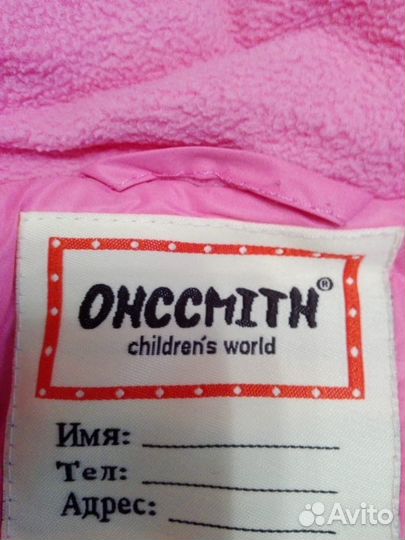 OHCCMITH®
children's world
Имя:
Тел:
Адрес:
Avito